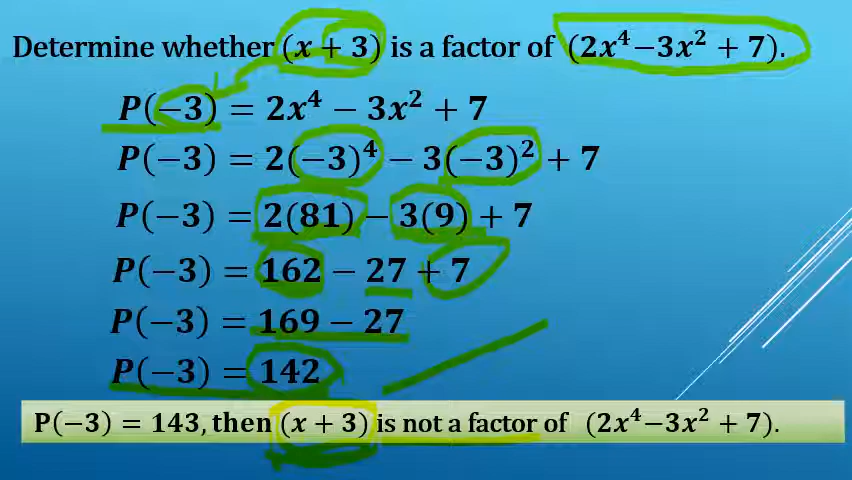 Determine whether (x + 3) is a factor of (2x⁴−3x² + 7).
P(−3) = 2x⁴ − 3x² + 7
P(−3) = 2(−3)⁴ − 3(−3)² + 7
P(−3) = 2(81) − 3(9) + 7
P(−3) = 162 − 27 + 7
P(−3) = 169 − 27
P(−3) = 142
P(−3) = 143, then (x + 3) is not a factor of (2x⁴−3x² + 7).